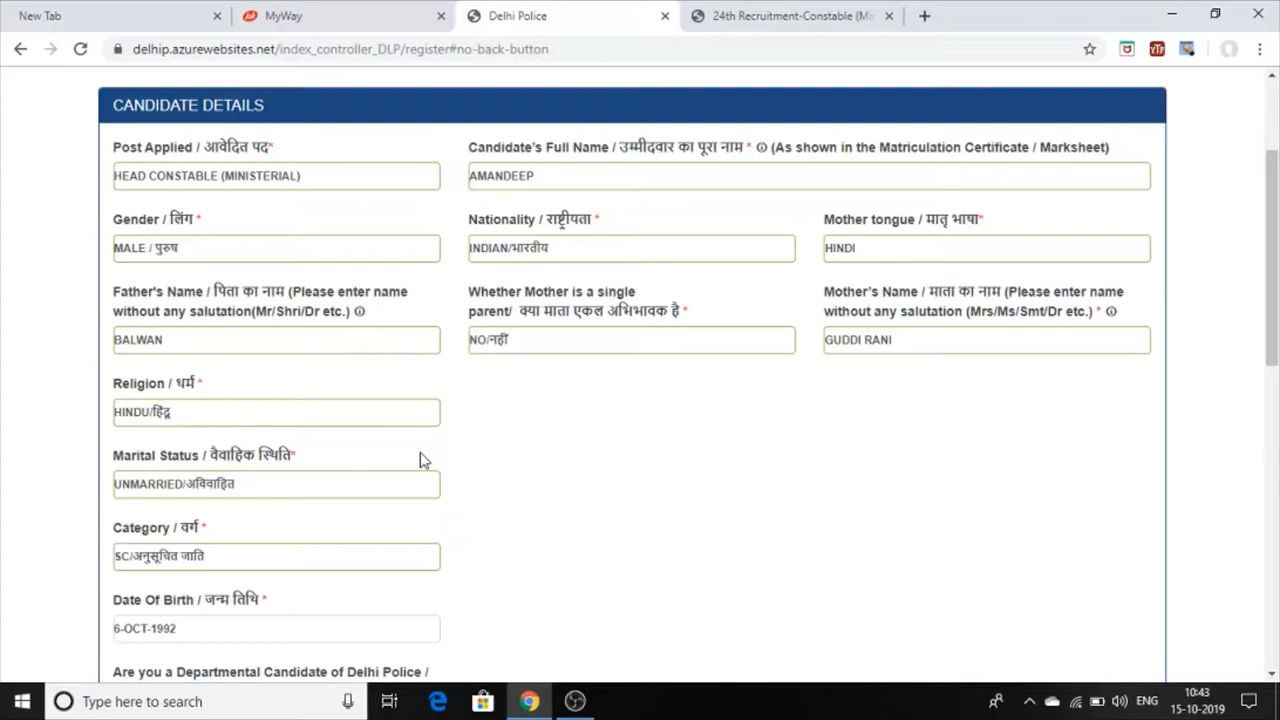 New Tab
MyWay
Delhi Police
24th Recruitment-Constable (Mi
delhip.azurewebsites.net/index_controller_DLP/register#no-back-button
CANDIDATE DETAILS
Post Applied / आवेदित पद*
Candidate's Full Name / उम्मीदवार का पूरा नाम * (As shown in the Matriculation Certificate / Marksheet)
HEAD CONSTABLE (MINISTERIAL)
AMANDEEP
Gender / लिंग *
Nationality / राष्ट्रीयता *
Mother tongue / मातृ भाषा*
MALE / पुरुष
INDIAN/भारतीय
HINDI
Father's Name / पिता का नाम (Please enter name
without any salutation(Mr/Shri/Dr etc.)
Whether Mother is a single
parent/ क्या माता एकल अभिभावक है *
Mother's Name / माता का नाम (Please enter name
without any salutation (Mrs/Ms/Smt/Dr etc.) *
BALWAN
NO/नहीं
GUDDI RANI
Religion / धर्म *
HINDU/हिंदू
Marital Status / वैवाहिक स्थिति*
UNMARRIED/अविवाहित
Category / वर्ग *
SC/अनुसूचित जाति
Date Of Birth / जन्म तिथि *
6-OCT-1992
Are you a Departmental Candidate of Delhi Police /
Type here to search
ENG
10:43
15-10-2019